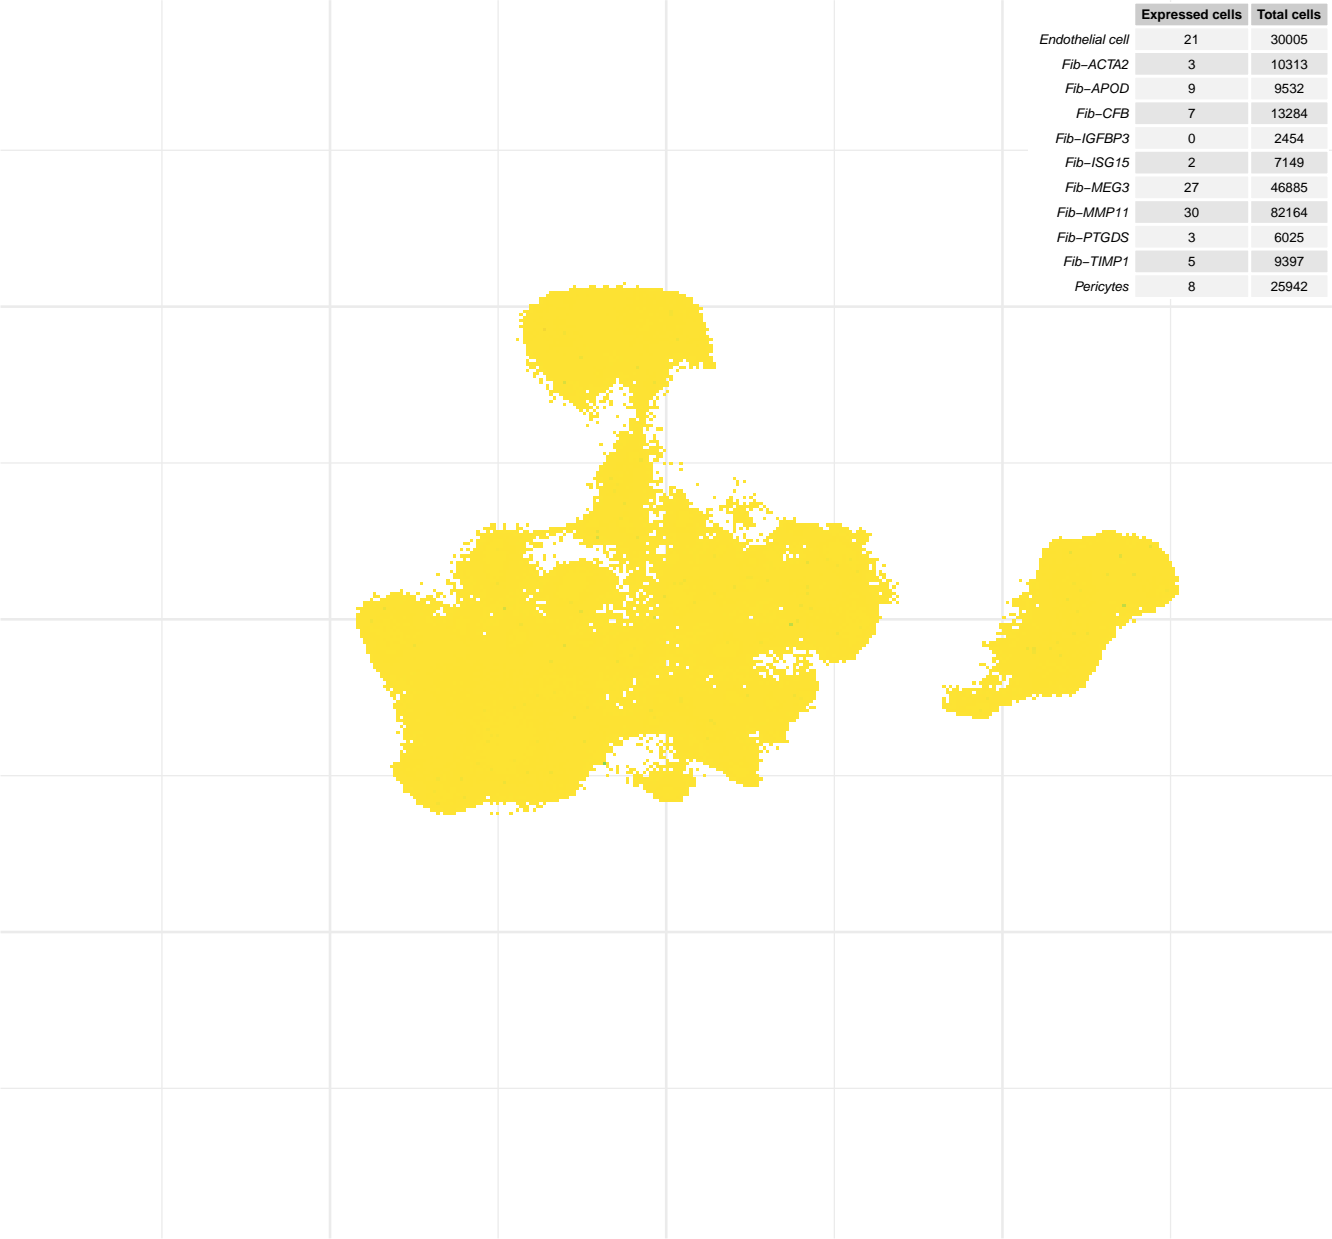 Expressed cells Total cells
Endothelial cell 21 30005
Fib−ACTA2 3 10313
Fib−APOD 9 9532
Fib−CFB 7 13284
Fib−IGFBP3 0 2454
Fib−ISG15 2 7149
Fib−MEG3 27 46885
Fib−MMP11 30 82164
Fib−PTGDS 3 6025
Fib−TIMP1 5 9397
Pericytes 8 25942